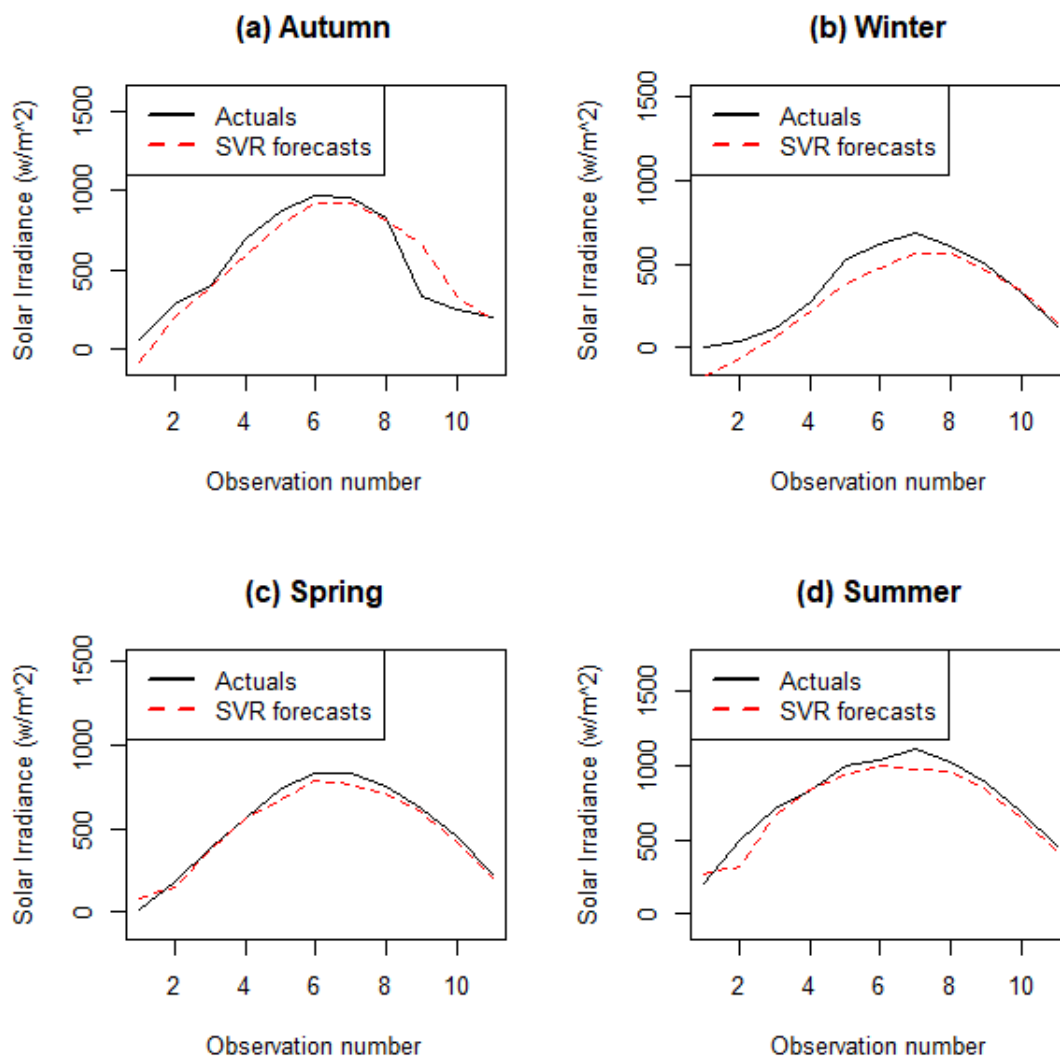 (a) Autumn
Solar Irradiance (w/m^2)
1500
1000
500
0
Actuals
SVR forecasts
2 4 6 8 10
Observation number
(b) Winter
Solar Irradiance (w/m^2)
1500
1000
500
0
Actuals
SVR forecasts
2 4 6 8 10
Observation number
(c) Spring
Solar Irradiance (w/m^2)
1500
1000
500
0
Actuals
SVR forecasts
2 4 6 8 10
Observation number
(d) Summer
Solar Irradiance (w/m^2)
1500
1000
500
0
Actuals
SVR forecasts
2 4 6 8 10
Observation number